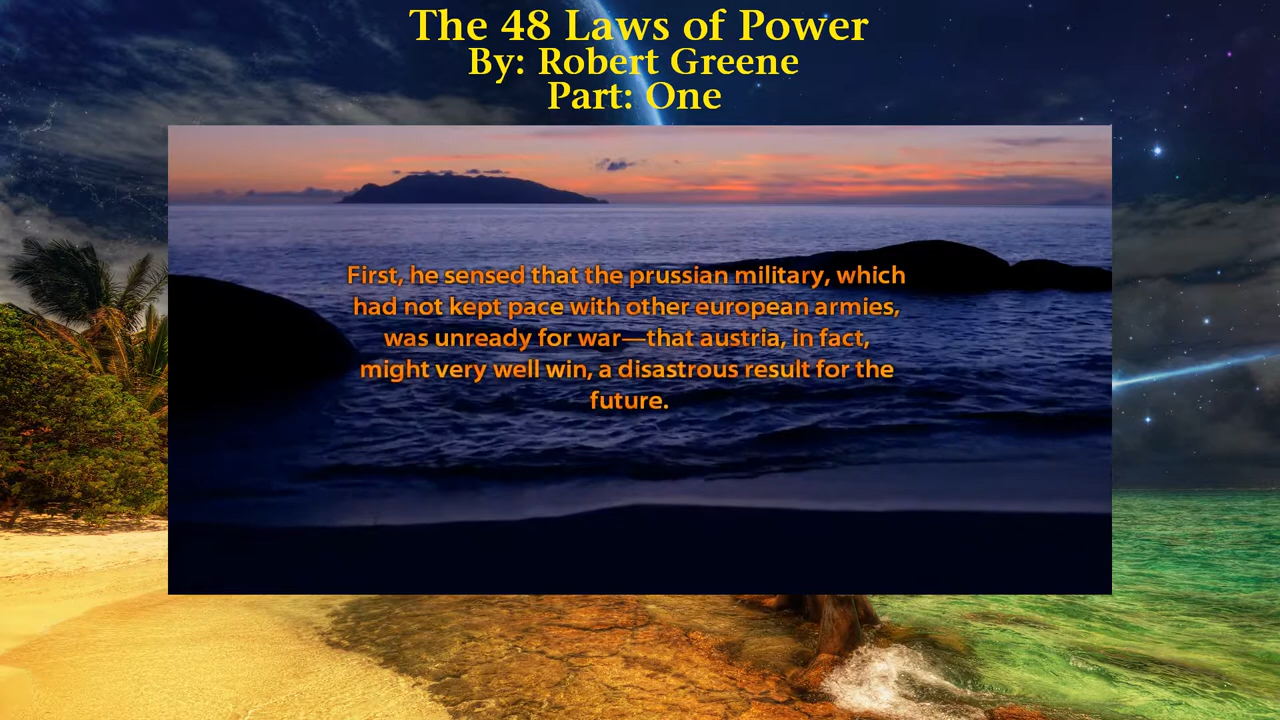 The 48 Laws of Power
By: Robert Greene
Part: One
First, he sensed that the prussian military, which
had not kept pace with other european armies,
was unready for war—that austria, in fact,
might very well win, a disastrous result for the
future.